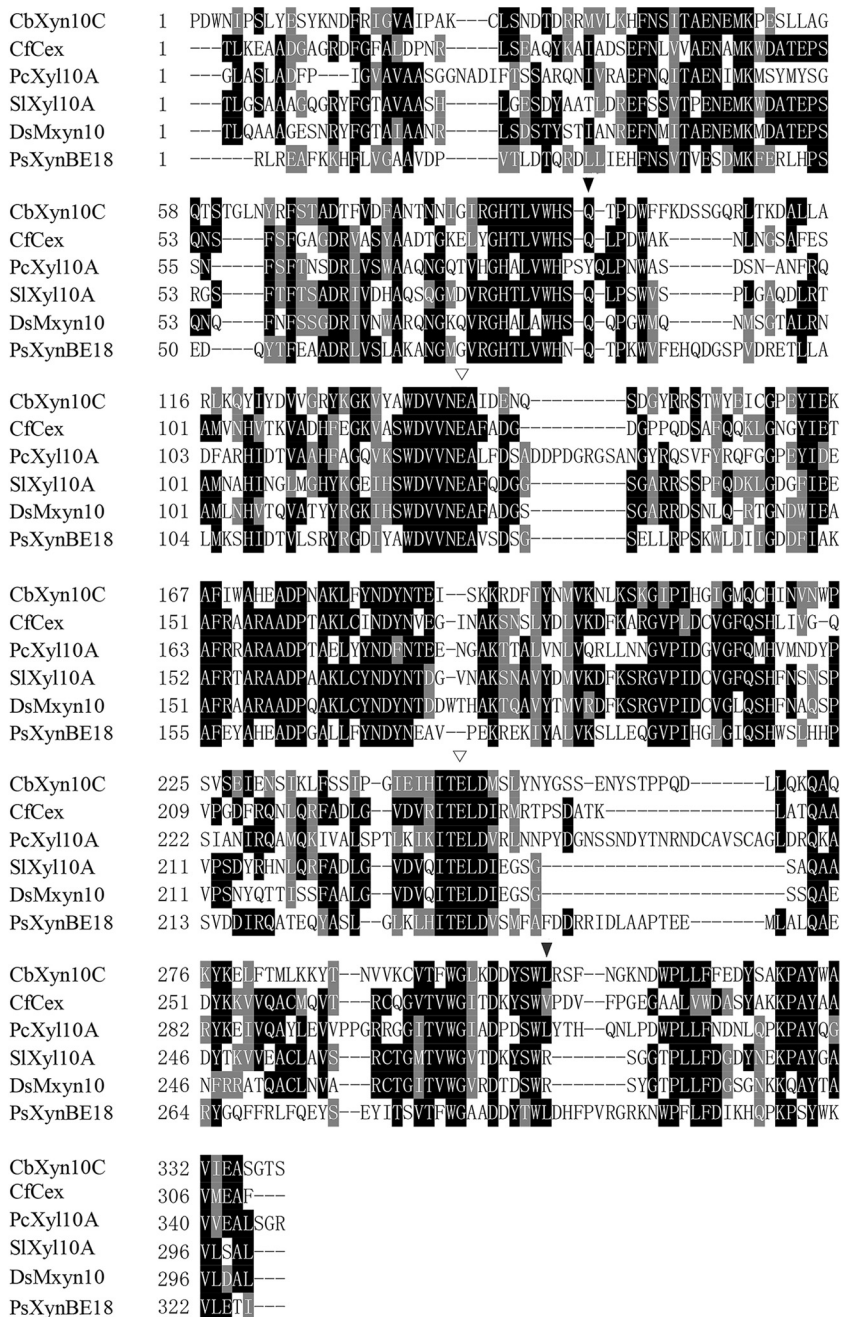 CbXyn10C 1 PDWNIPSLYESYKNDFRIGVAIPAK----CLSNDTDRRMVLKHFNSITAENEMKPESLLAG
CfCex 1 ---TLKEAADGAGRDFGFALDPNR------LSEAQYKAIADSEFNLVVAENAMKWDATEPS
PcXyl10A 1 ---GLASLADFP---IGVAVAASGGNADIFTSSARQNIVRAEFNQITAENIMKMSYMYSG
SlXyl10A 1 ---TLGSAAAGQGRYFGTAVAASH------LGESDYAATLDREFSSVTPENEMKWDATEPS
DsMxyn10 1 ---TLQAAAGESNRYFGTAIAANR------LSDSTYSTIANREFNMITAENEMKMDATEPS
PsXynBE18 1 ------RLREAFKKHFLVGAAVDP-----VTLDTQRDLLIEHFNSVTVESDMKFERLHPS
CbXyn10C 58 QTSTGLNYRFSTADTFVDFANTNNIGIRGHTLVWHS-Q-TPDWFFKDSSGQRLTKDALLA
CfCex 53 QNS----FSFGAGDRVASYAADTGKELYGHTLVWHS-Q-LPDWAK-------NLNGSAFES
PcXyl10A 55 SN-----FSFTNSDRLVSWAAQNGQTVHGHALVWHPSYQLPNWAS-------DSN-ANFRQ
SlXyl10A 53 RGS----FTFTSADRIVDHAQSQGMDVRGHTLVWHS-Q-LPSWVS-------PLGAQDLRT
DsMxyn10 53 QNQ----FNFSSGDRIVNWARQNGKQVRGHALAWHS-Q-QPGWMQ-------NMSGTALRN
PsXynBE18 50 ED----QYTFEAADRLVSLAKANGMGVRGHTLVWHN-Q-TPKWVFEHQDGSPVDRETLLA
CbXyn10C 116 RLKQYIYDVVGRYKGKVYAWDVVNEAIDENQ---------SDGYRRSTWYEICGPEYIEK
CfCex 101 AMVNHVTKVADHFEGKVASWDVVNEAFADG----------DGPPQDSAFQQKLGNGYIET
PcXyl10A 103 DFARHIDTVAAHFAGQVKSWDVVNEALFDSADDPDGRGSANGYRQSVFYRQFGGPEYIDE
SlXyl10A 101 AMNAHINGLMGHYKGEIHSWDVVNEAFQDGG---------SGARRSSPFQDKLGDGFIEE
DsMxyn10 101 AMLNHVTQVATYYRGKIHSWDVVNEAFADGS---------SGARRDSNLQ-RTGNDWIEA
PsXynBE18 104 LMKSHIDTVLSRYRGDIYAWDVVNEAVSDSG---------SELLRPSKWLDIIGDDFIAK
CbXyn10C 167 AFIWAHEADPNAKLFYNDYNTEI--SKKRDFIYNMVKNLKSKGIPIHGIGMQCHINVNWP
CfCex 151 AFRAARAADPTAKLCINDYNVEG-INAKSNSLYDLVKDFKARGVPLDCVGFQSHLIVG-Q
PcXyl10A 163 AFRRARAADPTAELYYNDFNTEE-NGAKTTALVNLVQRLLNNGVPIDGVGFQMHVMNDYP
SlXyl10A 152 AFRTARAADPAAKLCYNDYNTDG-VNAKSNAVYDMVKDFKSRGVPIDCVGFQSHFNSNSP
DsMxyn10 151 AFRAARAADPQAKLCYNDYNTDDWTHAKTQAVYTMVRDFKSRGVPIDCVGLQSHFNAQSP
PsXynBE18 155 AFEYAHEADPGALLFYNDYNEAV--PEKREKIYALVKSLLEQGVPIHGLGIQSHWSLHHP
CbXyn10C 225 SVSEIENSIKLFSSIP-GIEIHITELDMSLYNYGSS-ENYSTPPQD-------LLQKQAQ
CfCex 209 VPGDFRQNLQRFADLG--VDVRITELDIRMRTPSDATK---------------LATQAA
PcXyl10A 222 SIANIRQAMQKIVALSPTLKIKITELDVRLNNPYDGNSSNDYTNRNDCAVSCAGLDRQKA
SlXyl10A 211 VPSDYRHNLQRFADLG--VDVQITELDIEGSG----------------------SAQAA
DsMxyn10 211 VPSNYQTTISSFAALG--VDVQITELDIEGSG----------------------SSQAE
PsXynBE18 213 SVDDIRQATEQYASL--GLKLHITELDVSMFAFDDRRIDLAAPTEE-------MLALQAE
CbXyn10C 276 KYKELFTMLKKYT--NVVKCVTFWGLKDDYSWLRSFF--NGKNDWPLLFFEDYSAKPAYWA
CfCex 251 DYKKVVQACMQVT---RCQGVTVWGITDKYSWVPDV--FPGEGAALVWDASYAKKPAYAA
PcXyl10A 282 RYKEIVQAYLEVVPPGRRGGITVWGIADPDSWLYTH--QNLPDWPLLFNDNLQPKPAYQG
SlXyl10A 246 DYTKVVEACLAVS---RCTGMTVWGVTDKYSWR------SGGTPLLFDGDYNEKPAYGA
DsMxyn10 246 NFRRATQACLNVA---RCTGITVWGVRDTDSWR------SYGTPLLFDGSGNKKQAYTA
PsXynBE18 264 RYGQFFRLFQEYS--EYITSVTFWGAADDYTWLDHFPVRGRKNWPFLFDIKHQPKPSYWK
CbXyn10C 332 VIEASGTS
CfCex 306 VMEAF---
PcXyl10A 340 VVEALSGR
SlXyl10A 296 VLSAL---
DsMxyn10 296 VLDAL---
PsXynBE18 322 VLETI---